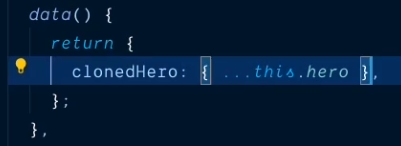 data() {
return {
clonedHero: { ...this.hero },
};
},